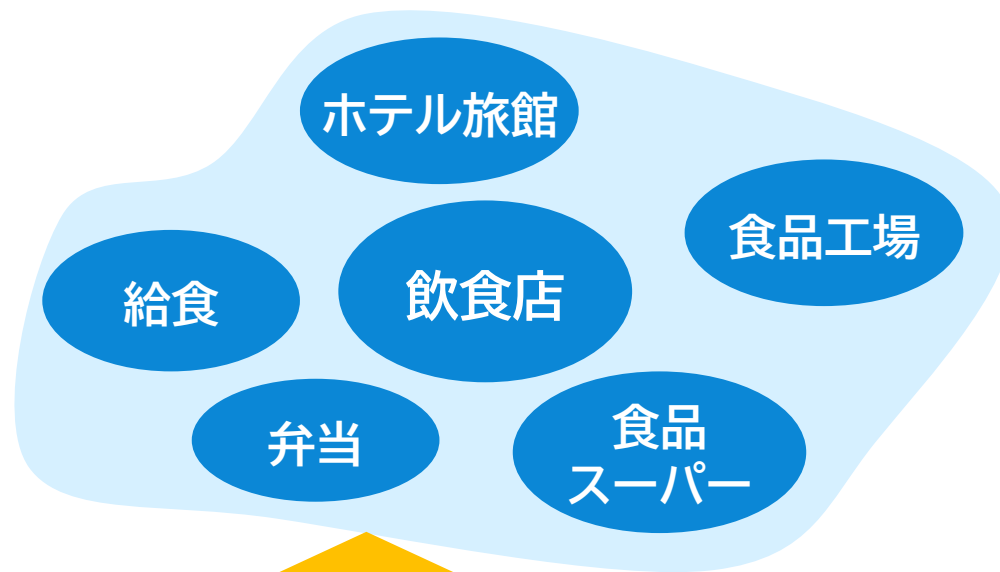 ホテル旅館
食品工場
給食
飲食店
弁当
食品
スーパー